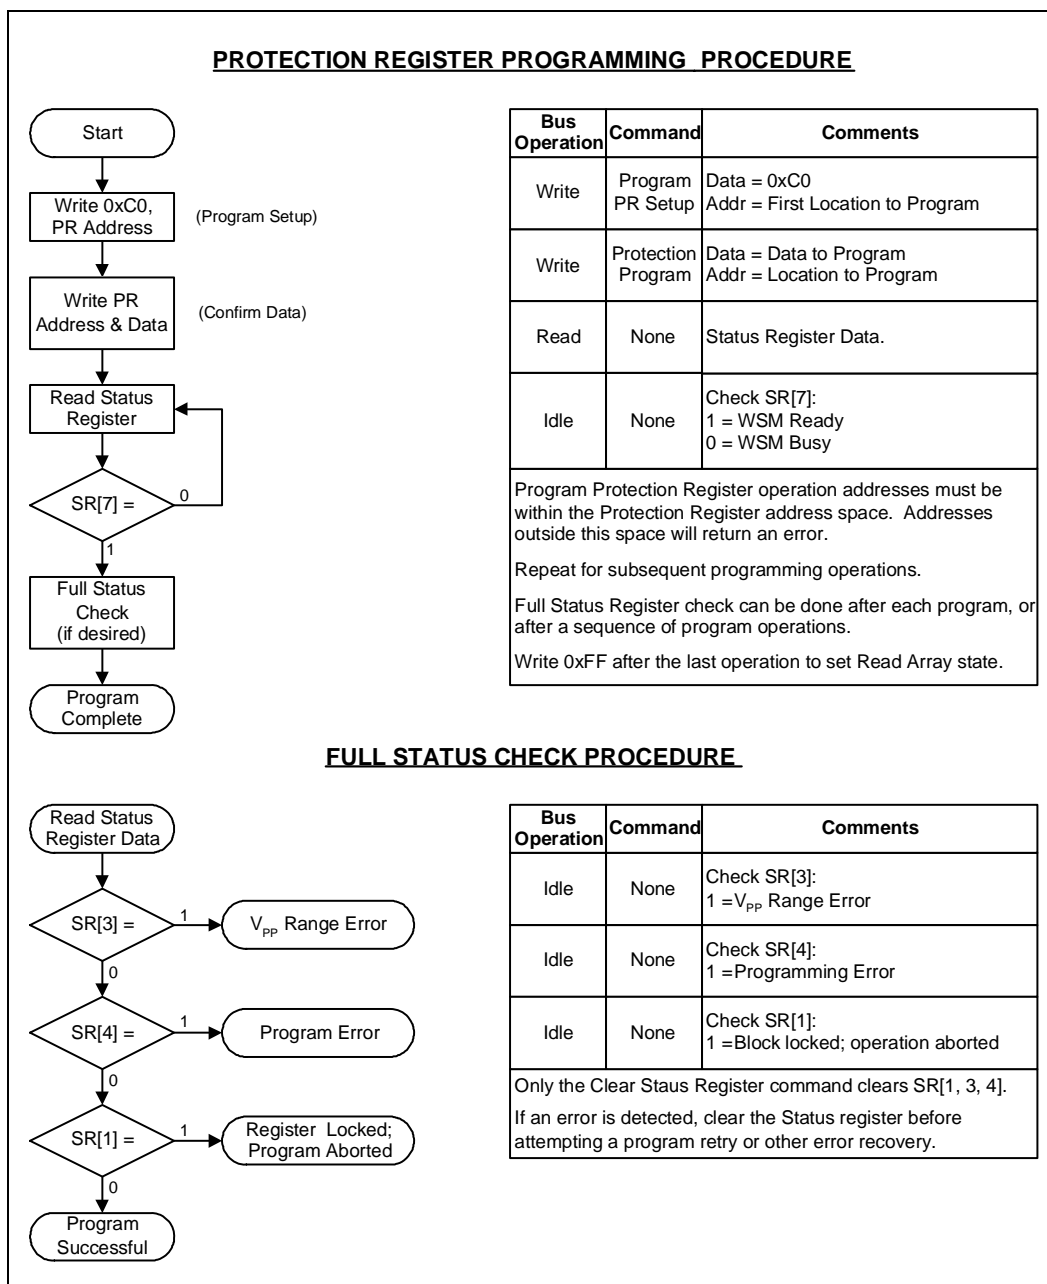 PROTECTION REGISTER PROGRAMMING PROCEDURE
Start
Write 0xC0,
PR Address
(Program Setup)
Write PR
Address & Data
(Confirm Data)
Read Status
Register
SR[7] =
0
1
Full Status
Check
(if desired)
Program
Complete
Bus
Operation
Command
Comments
Write
Program
PR Setup
Data = 0xC0
Addr = First Location to Program
Write
Protection
Program
Data = Data to Program
Addr = Location to Program
Read
None
Status Register Data.
Idle
None
Check SR[7]:
1 = WSM Ready
0 = WSM Busy
Program Protection Register operation addresses must be
within the Protection Register address space. Addresses
outside this space will return an error.
Repeat for subsequent programming operations.
Full Status Register check can be done after each program, or
after a sequence of program operations.
Write 0xFF after the last operation to set Read Array state.
FULL STATUS CHECK PROCEDURE
Read Status
Register Data
SR[3] =
1
VPP Range Error
0
SR[4] =
1
Program Error
0
SR[1] =
1
Register Locked;
Program Aborted
0
Program
Successful
Bus
Operation
Command
Comments
Idle
None
Check SR[3]:
1 =VPP Range Error
Idle
None
Check SR[4]:
1 =Programming Error
Idle
None
Check SR[1]:
1 =Block locked; operation aborted
Only the Clear Staus Register command clears SR[1, 3, 4].
If an error is detected, clear the Status register before
attempting a program retry or other error recovery.